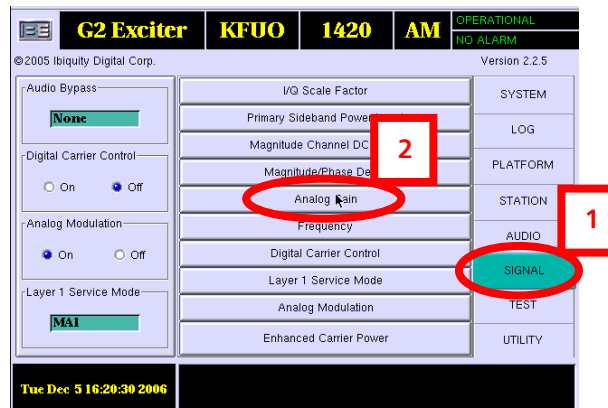 G2 Exciter KFUO 1420 AM OPERATIONAL
NO ALARM
©2005 Ibiquity Digital Corp. Version 2.2.5
Audio Bypass
None
Digital Carrier Control
On Off
Analog Modulation
On Off
Layer 1 Service Mode
MA1
I/Q Scale Factor
Primary Sideband Power
Magnitude Channel DC
Magnitude/Phase De
Analog Gain
Frequency
Digital Carrier Control
Layer 1 Service Mode
Analog Modulation
Enhanced Carrier Power
2
SYSTEM
LOG
PLATFORM
STATION
AUDIO
SIGNAL
TEST
UTILITY
1
Tue Dec 5 16:20:30 2006